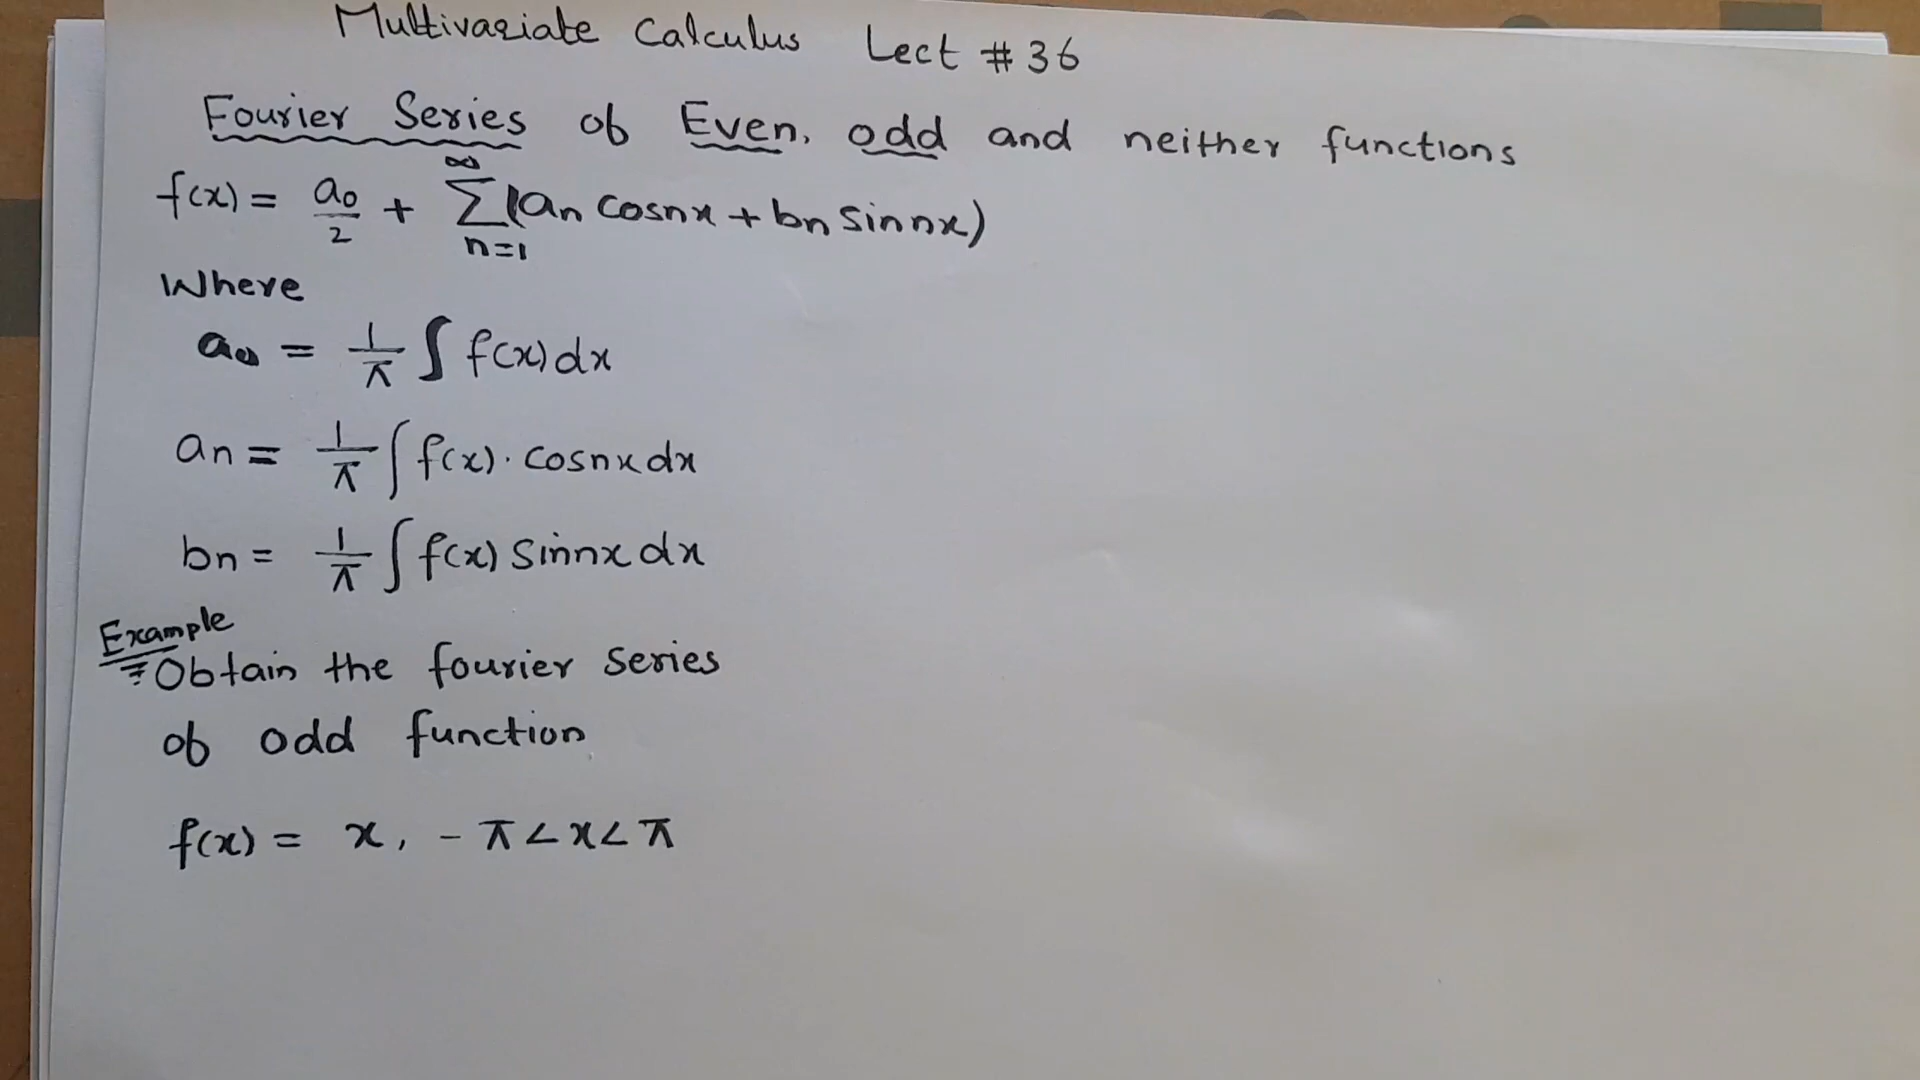 Multivariate Calculus Lect # 36
Fourier Series of Even, odd and neither functions
f(x) = a0/2 + ∞∑n=1 (an cosnx + bn sinnx)
Where
a0 = 1/π ∫ f(x) dx
an = 1/π ∫ f(x) · cosnx dx
bn = 1/π ∫ f(x) sinnx dx
Example
Obtain the fourier series
of odd function
f(x) = x, -π < x < π